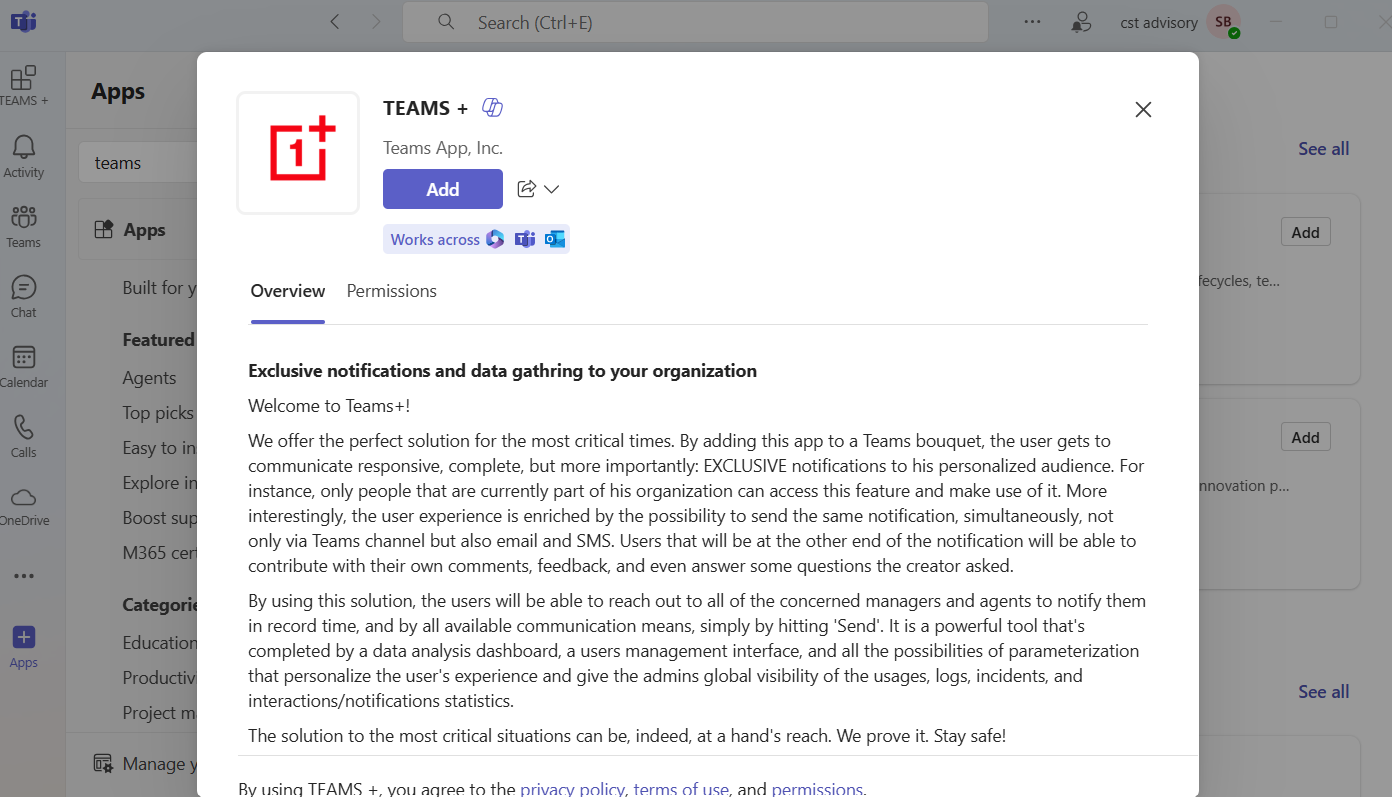 Search (Ctrl+E)
cst advisory
SB
TEAMS +
Activity
Teams
Chat
Calendar
Calls
OneDrive
Apps
Apps
teams
Apps
Built for y
Featured
Agents
Top picks
Easy to in
Explore in
Boost sup
M365 cert
Categorie
Education
Productivi
Project ma
Manage y
1
TEAMS +
Teams App, Inc.
Add
Works across
Overview Permissions
Exclusive notifications and data gathring to your organization
Welcome to Teams+!
We offer the perfect solution for the most critical times. By adding this app to a Teams bouquet, the user gets to
communicate responsive, complete, but more importantly: EXCLUSIVE notifications to his personalized audience. For
instance, only people that are currently part of his organization can access this feature and make use of it. More
interestingly, the user experience is enriched by the possibility to send the same notification, simultaneously, not
only via Teams channel but also email and SMS. Users that will be at the other end of the notification will be able to
contribute with their own comments, feedback, and even answer some questions the creator asked.
By using this solution, the users will be able to reach out to all of the concerned managers and agents to notify them
in record time, and by all available communication means, simply by hitting 'Send'. It is a powerful tool that's
completed by a data analysis dashboard, a users management interface, and all the possibilities of parameterization
that personalize the user's experience and give the admins global visibility of the usages, logs, incidents, and
interactions/notifications statistics.
The solution to the most critical situations can be, indeed, at a hand's reach. We prove it. Stay safe!
By using TEAMS +, you agree to the privacy policy, terms of use, and permissions.
See all
Add
fecycles, te...
Add
nnovation p...
See all